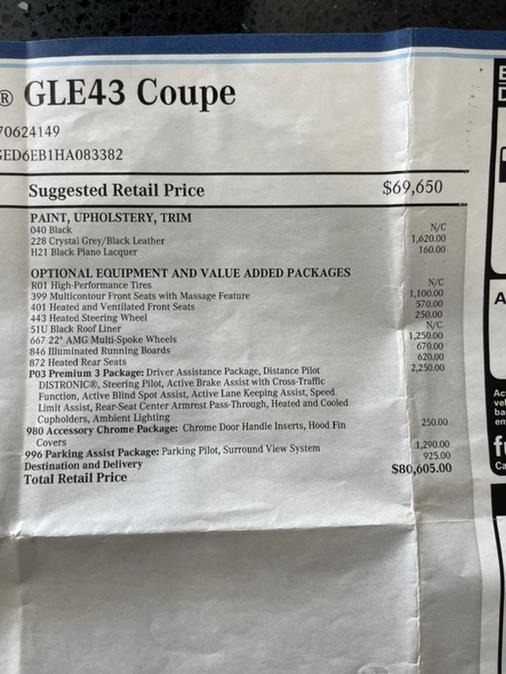 ® GLE43 Coupe
70624149
GED6EB1HA083382
Suggested Retail Price $69,650
PAINT, UPHOLSTERY, TRIM
040 Black N/C
228 Crystal Grey/Black Leather 1,620.00
H21 Black Piano Lacquer 160.00
OPTIONAL EQUIPMENT AND VALUE ADDED PACKAGES
R01 High-Performance Tires N/C
399 Multicontour Front Seats with Massage Feature 1,100.00
401 Heated and Ventilated Front Seats 570.00
443 Heated Steering Wheel 250.00
51U Black Roof Liner N/C
667 22" AMG Multi-Spoke Wheels 1,250.00
846 Illuminated Running Boards 670.00
872 Heated Rear Seats 620.00
P03 Premium 3 Package: Driver Assistance Package, Distance Pilot 2,250.00
DISTRONIC®, Steering Pilot, Active Brake Assist with Cross-Traffic
Function, Active Blind Spot Assist, Active Lane Keeping Assist, Speed
Limit Assist, Rear-Seat Center Armrest Pass-Through, Heated and Cooled
Cupholders, Ambient Lighting
980 Accessory Chrome Package: Chrome Door Handle Inserts, Hood Fin 250.00
Covers
996 Parking Assist Package: Parking Pilot, Surround View System 1,290.00
Destination and Delivery 925.00
Total Retail Price $80,605.00